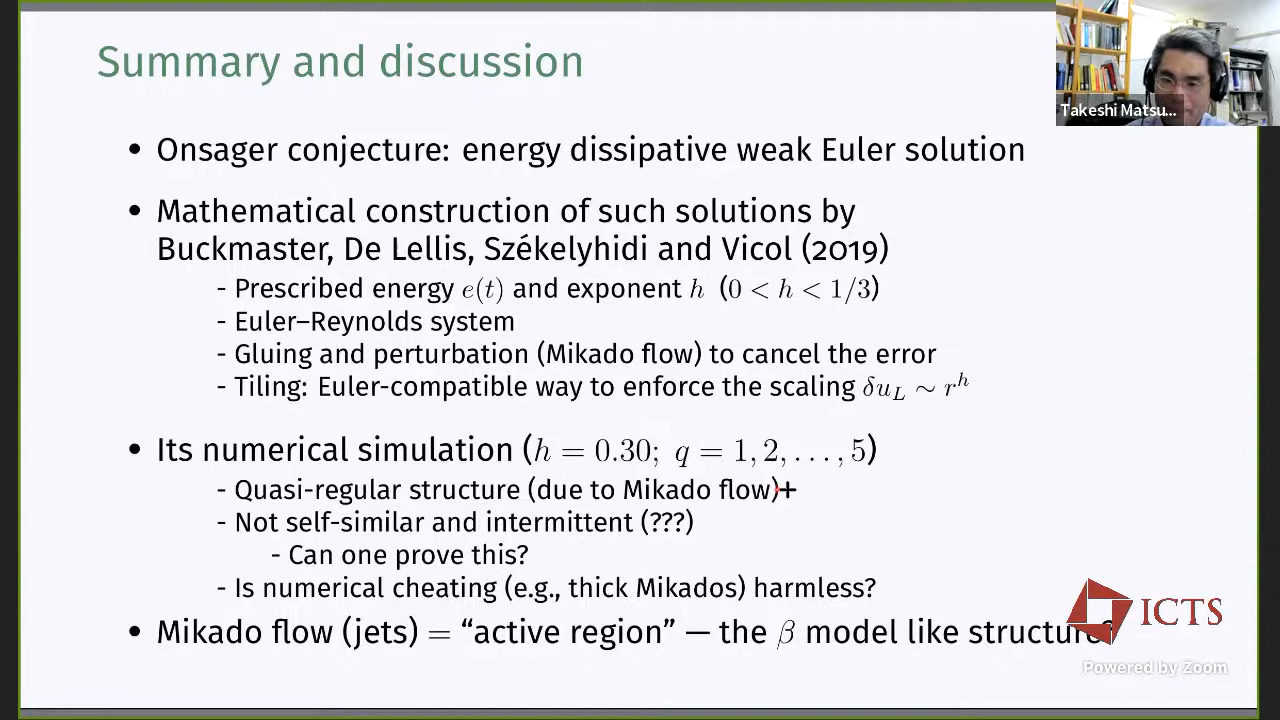 Summary and discussion
Takeshi Matsu...
• Onsager conjecture: energy dissipative weak Euler solution
• Mathematical construction of such solutions by
Buckmaster, De Lellis, Székelyhidi and Vicol (2019)
- Prescribed energy e(t) and exponent h (0 < h < 1/3)
- Euler–Reynolds system
- Gluing and perturbation (Mikado flow) to cancel the error
- Tiling: Euler-compatible way to enforce the scaling δu_L ∼ r^h
• Its numerical simulation (h = 0.30; q = 1, 2, . . . , 5)
- Quasi-regular structure (due to Mikado flow)
- Not self-similar and intermittent (???)
- Can one prove this?
- Is numerical cheating (e.g., thick Mikados) harmless?
• Mikado flow (jets) = “active region” — the β model like structure?
ICTS
Powered by Zoom